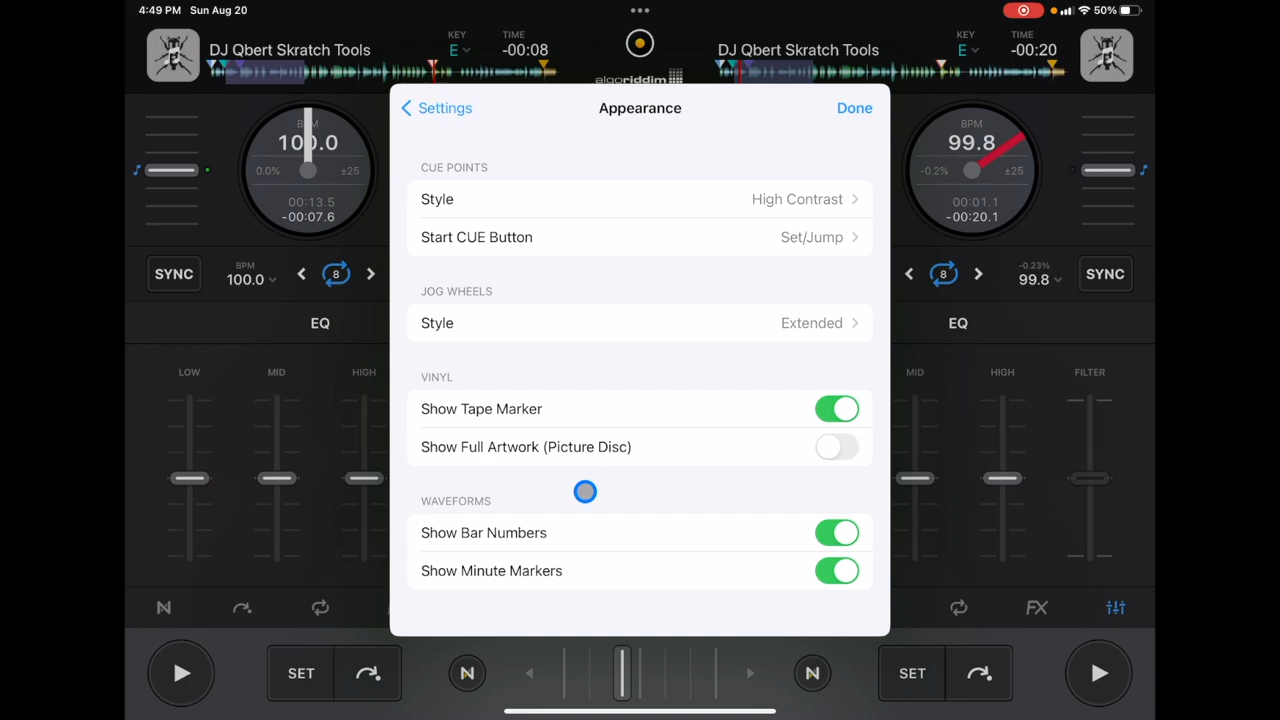 4:49 PM Sun Aug 20
50%
DJ Qbert Skratch Tools
KEY
E
TIME
-00:08
algoriddim
DJ Qbert Skratch Tools
KEY
E
TIME
-00:20
Settings
Appearance
Done
BPM
100.0
0.0%
±25
00:13.5
-00:07.6
BPM
99.8
-0.2%
±25
00:01.1
-00:20.1
CUE POINTS
Style
High Contrast
Start CUE Button
Set/Jump
SYNC
BPM
100.0
8
8
-0.23%
99.8
SYNC
JOG WHEELS
Style
Extended
EQ
EQ
VINYL
Show Tape Marker
Show Full Artwork (Picture Disc)
LOW
MID
HIGH
MID
HIGH
FILTER
WAVEFORMS
Show Bar Numbers
Show Minute Markers
N
FX
SET
N
N
SET